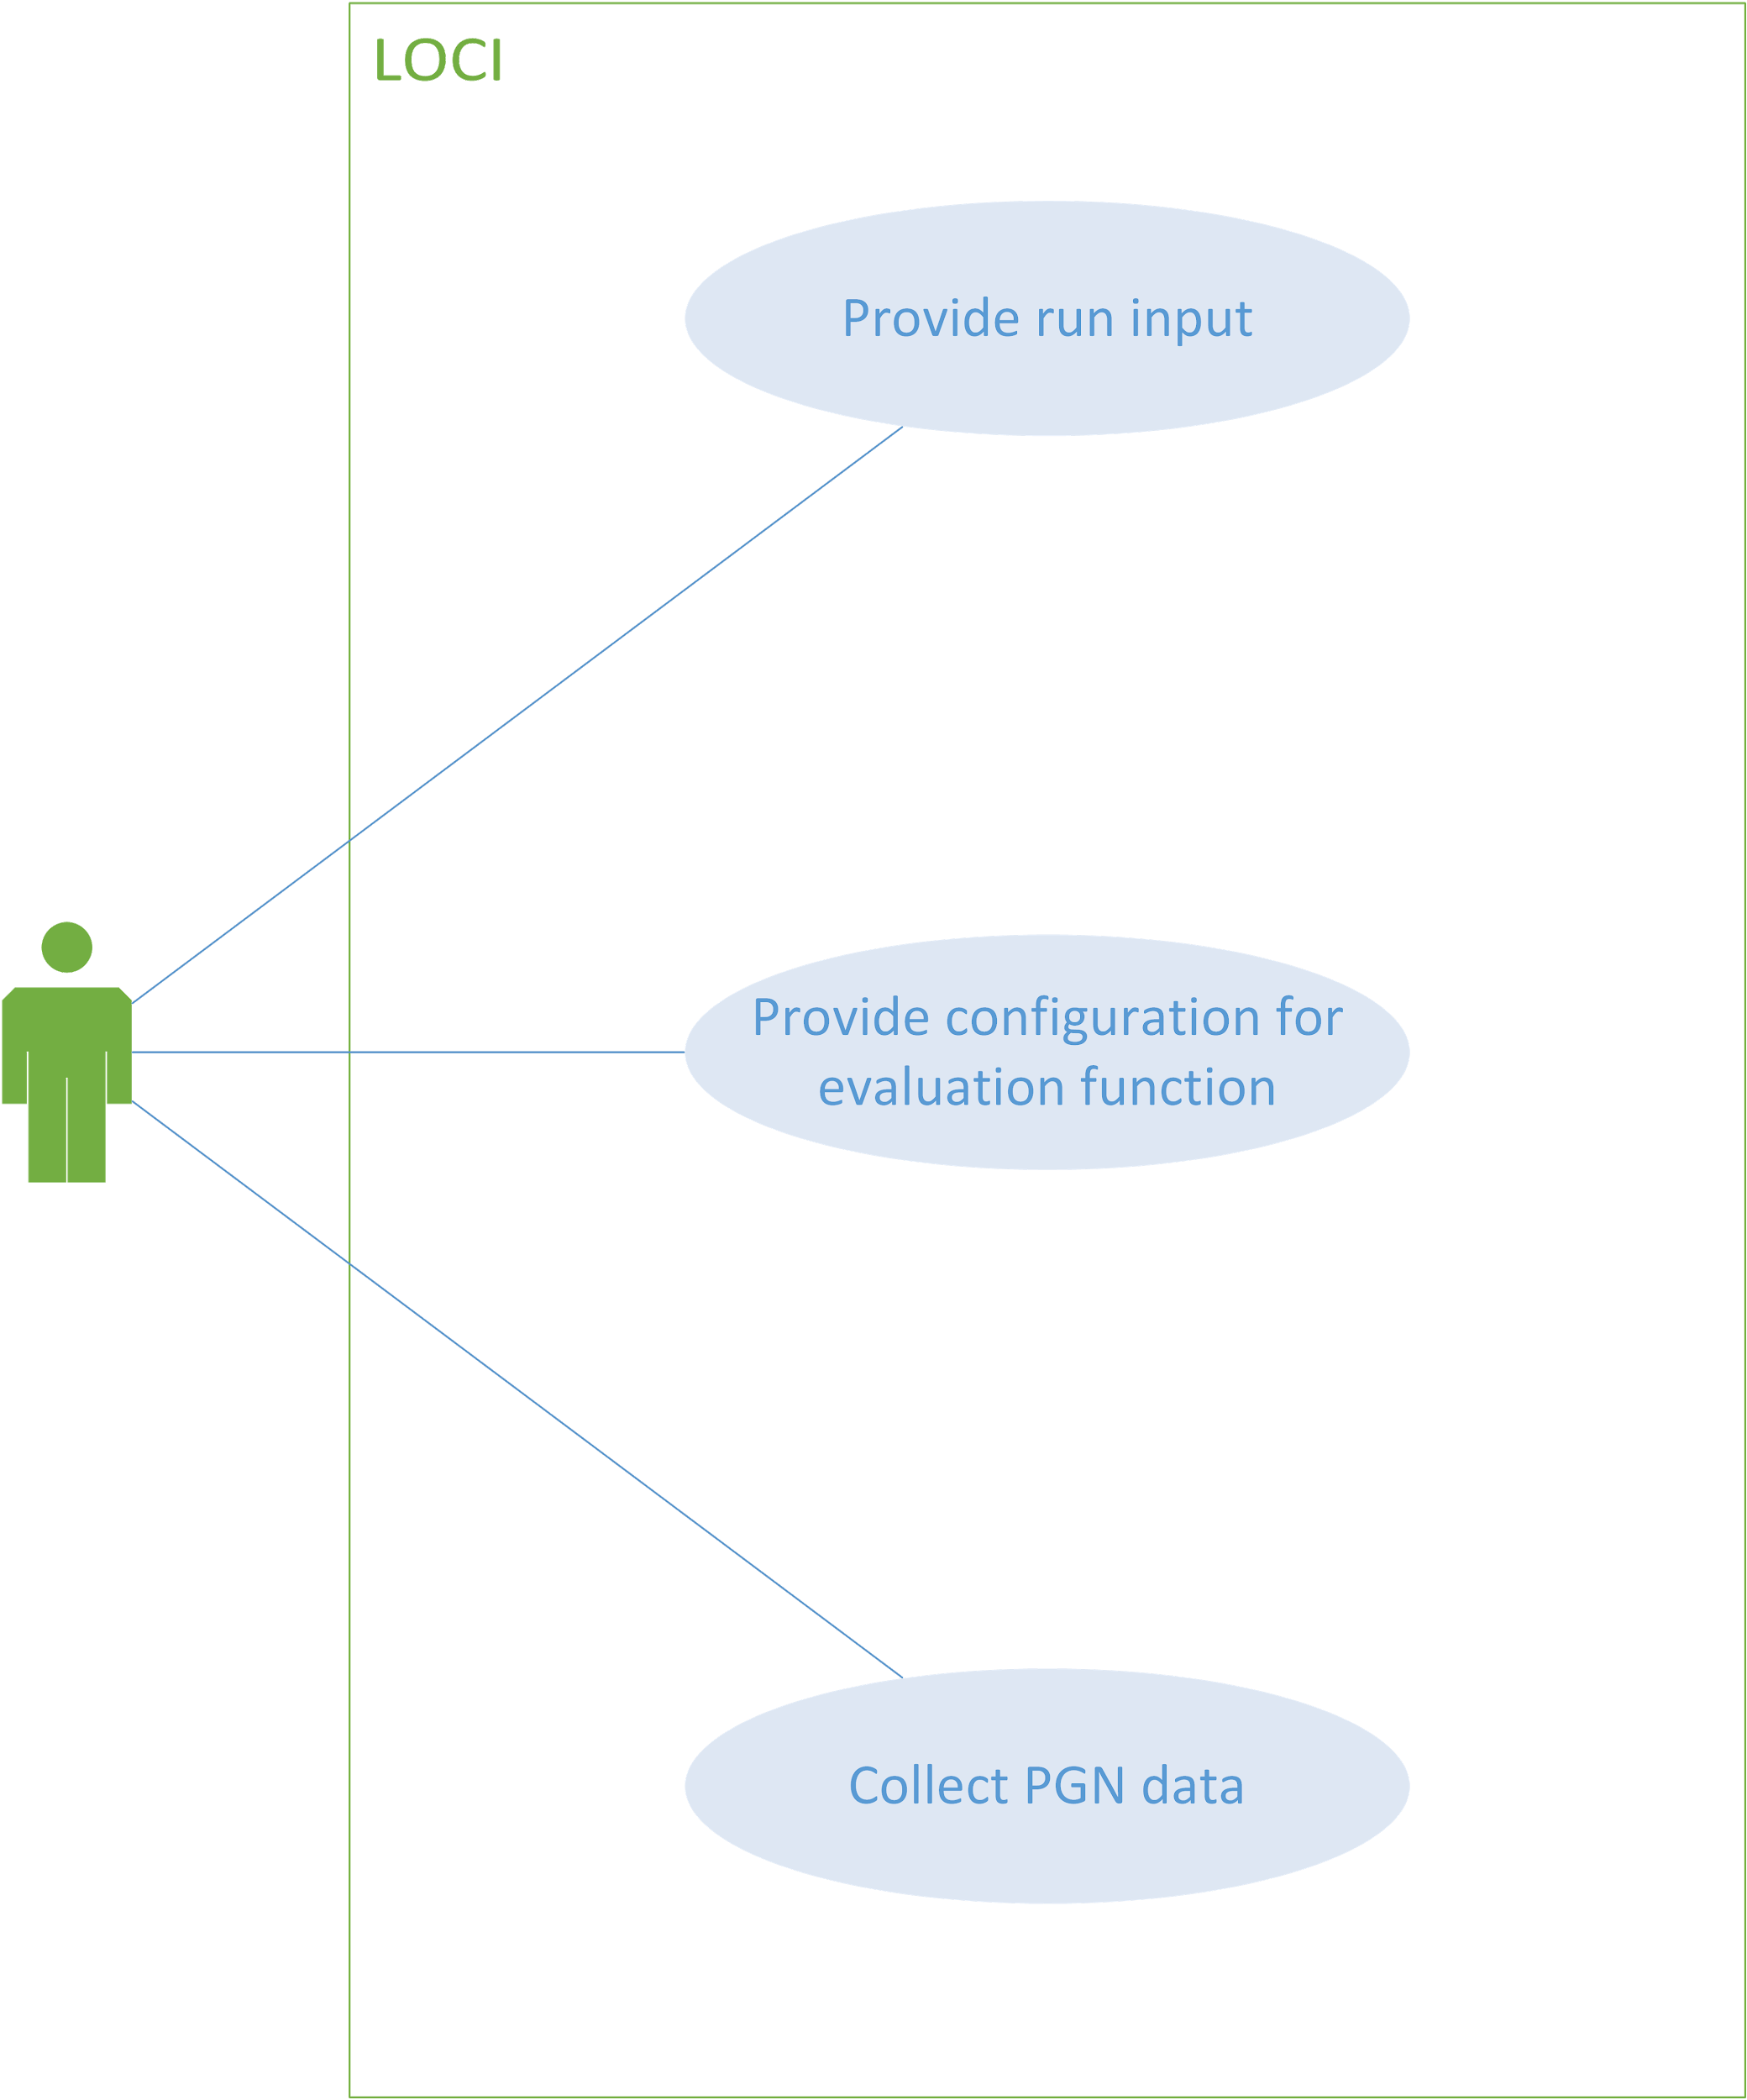 LOCI
Provide run input
Provide configuration for
evaluation function
Collect PGN data